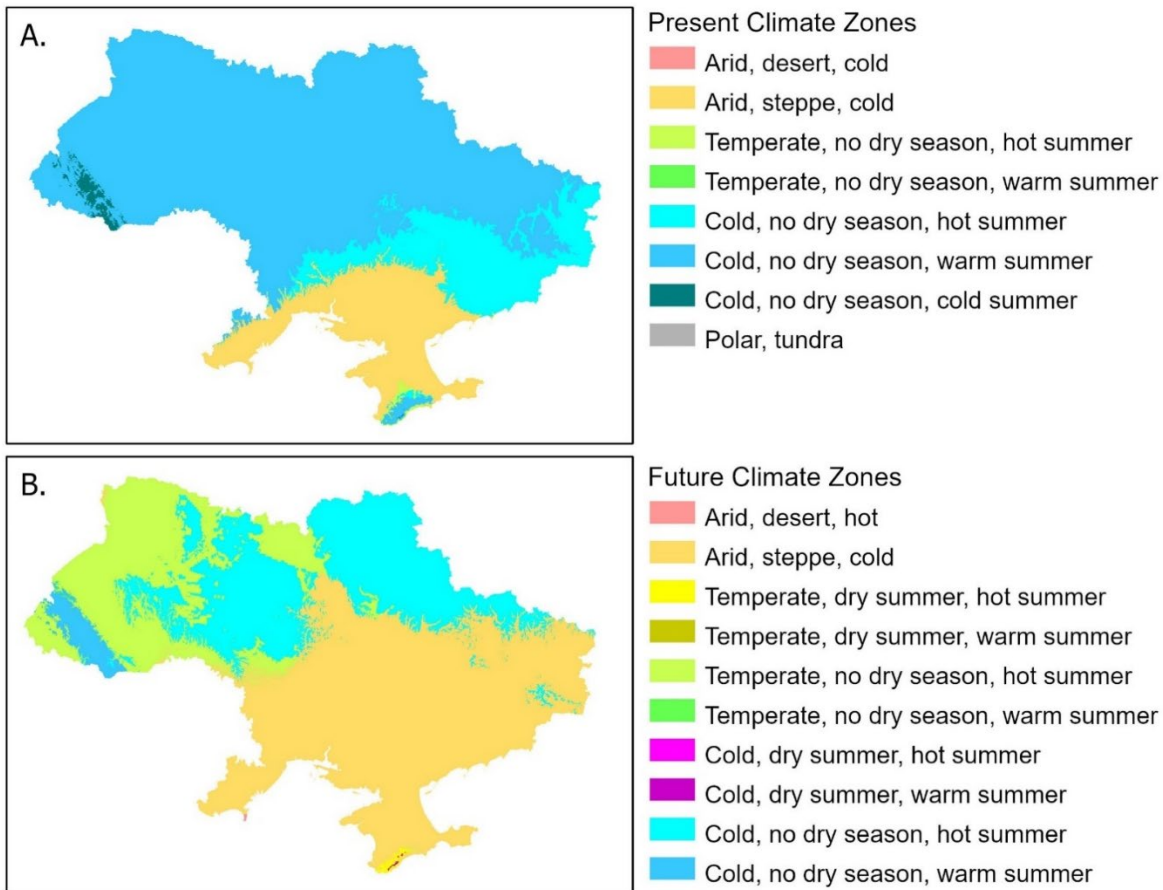 A.
Present Climate Zones
Arid, desert, cold
Arid, steppe, cold
Temperate, no dry season, hot summer
Temperate, no dry season, warm summer
Cold, no dry season, hot summer
Cold, no dry season, warm summer
Cold, no dry season, cold summer
Polar, tundra
B.
Future Climate Zones
Arid, desert, hot
Arid, steppe, cold
Temperate, dry summer, hot summer
Temperate, dry summer, warm summer
Temperate, no dry season, hot summer
Temperate, no dry season, warm summer
Cold, dry summer, hot summer
Cold, dry summer, warm summer
Cold, no dry season, hot summer
Cold, no dry season, warm summer